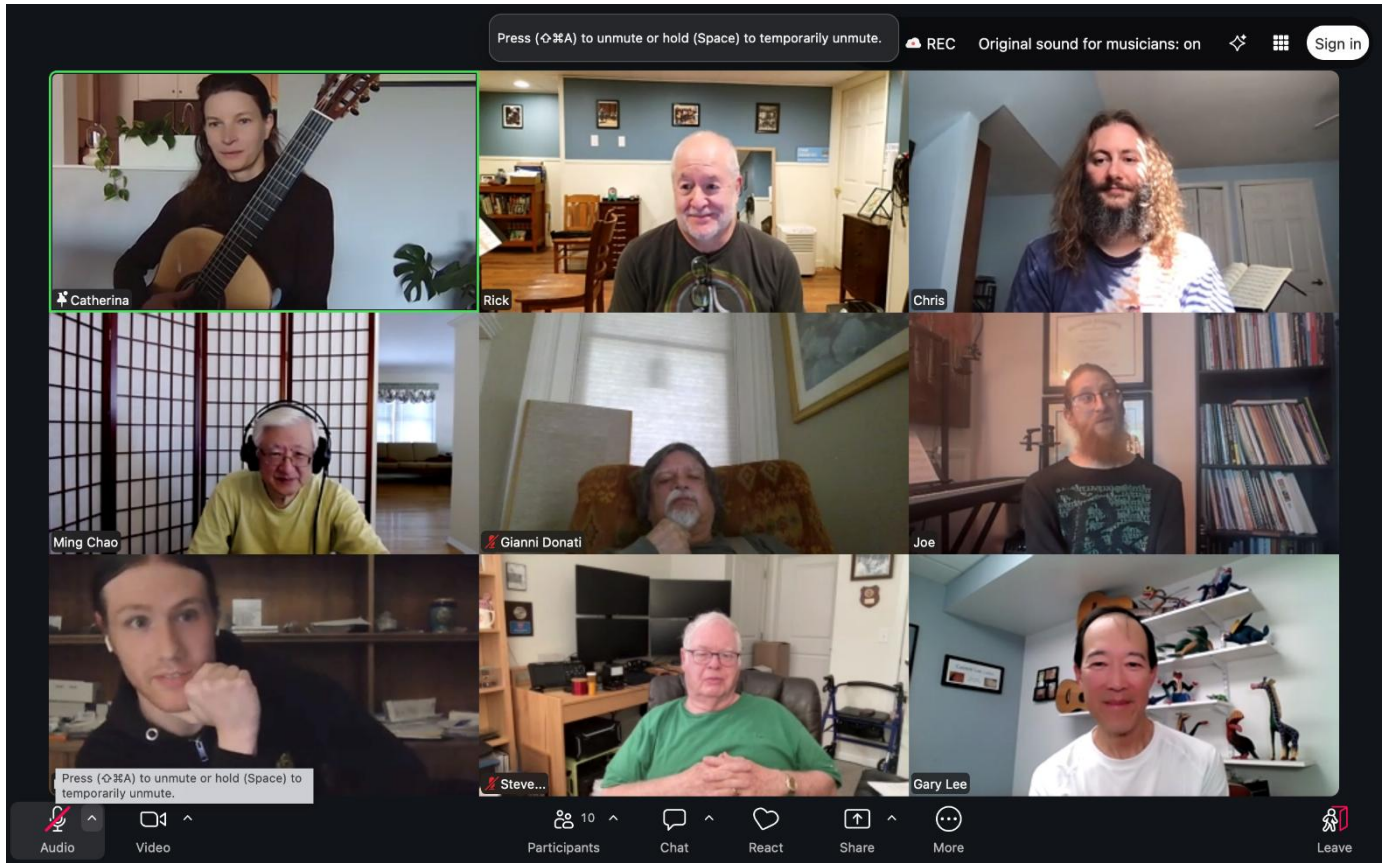 Press (⇧⌘A) to unmute or hold (Space) to temporarily unmute.
REC
Original sound for musicians: on
Sign in
Catherina
Rick
Chris
Ming Chao
Gianni Donati
Joe
Press (⇧⌘A) to unmute or hold (Space) to
temporarily unmute.
Steve...
Gary Lee
Audio
Video
10
Participants
Chat
React
Share
More
Leave